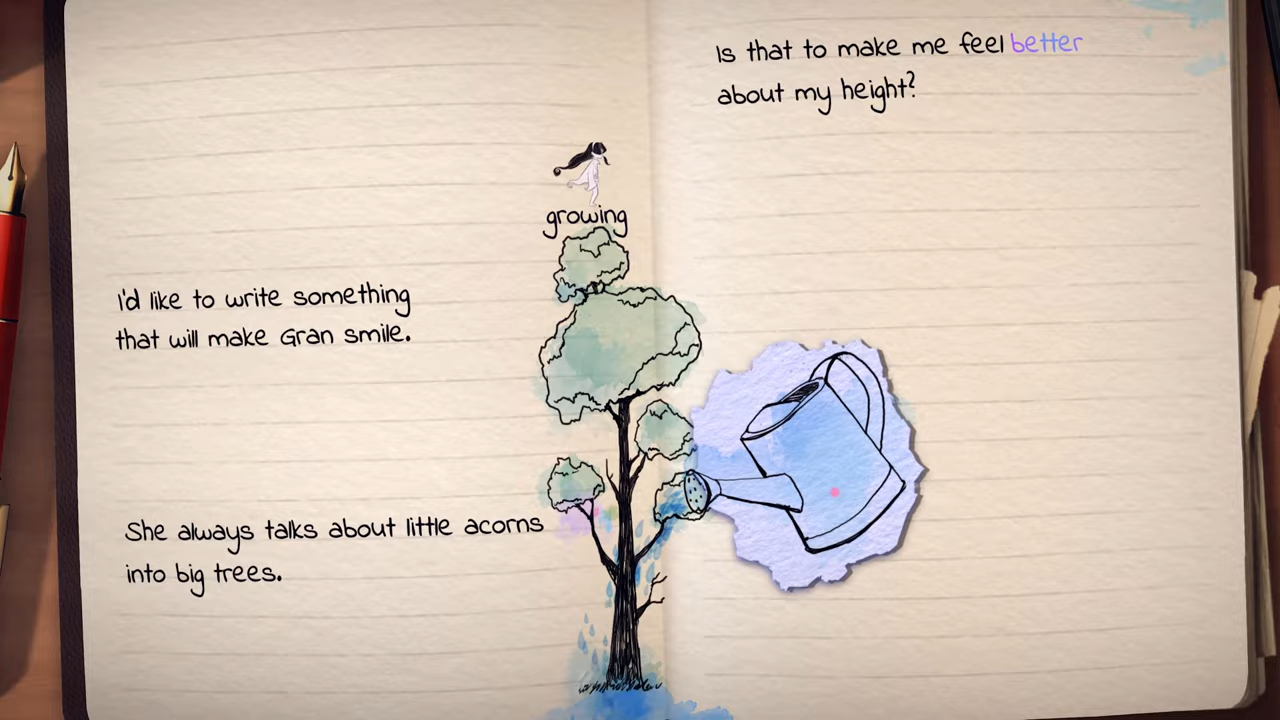 I'd like to write something
that will make Gran smile.
She always talks about little acorns
growing
into big trees.
Is that to make me feel better
about my height?